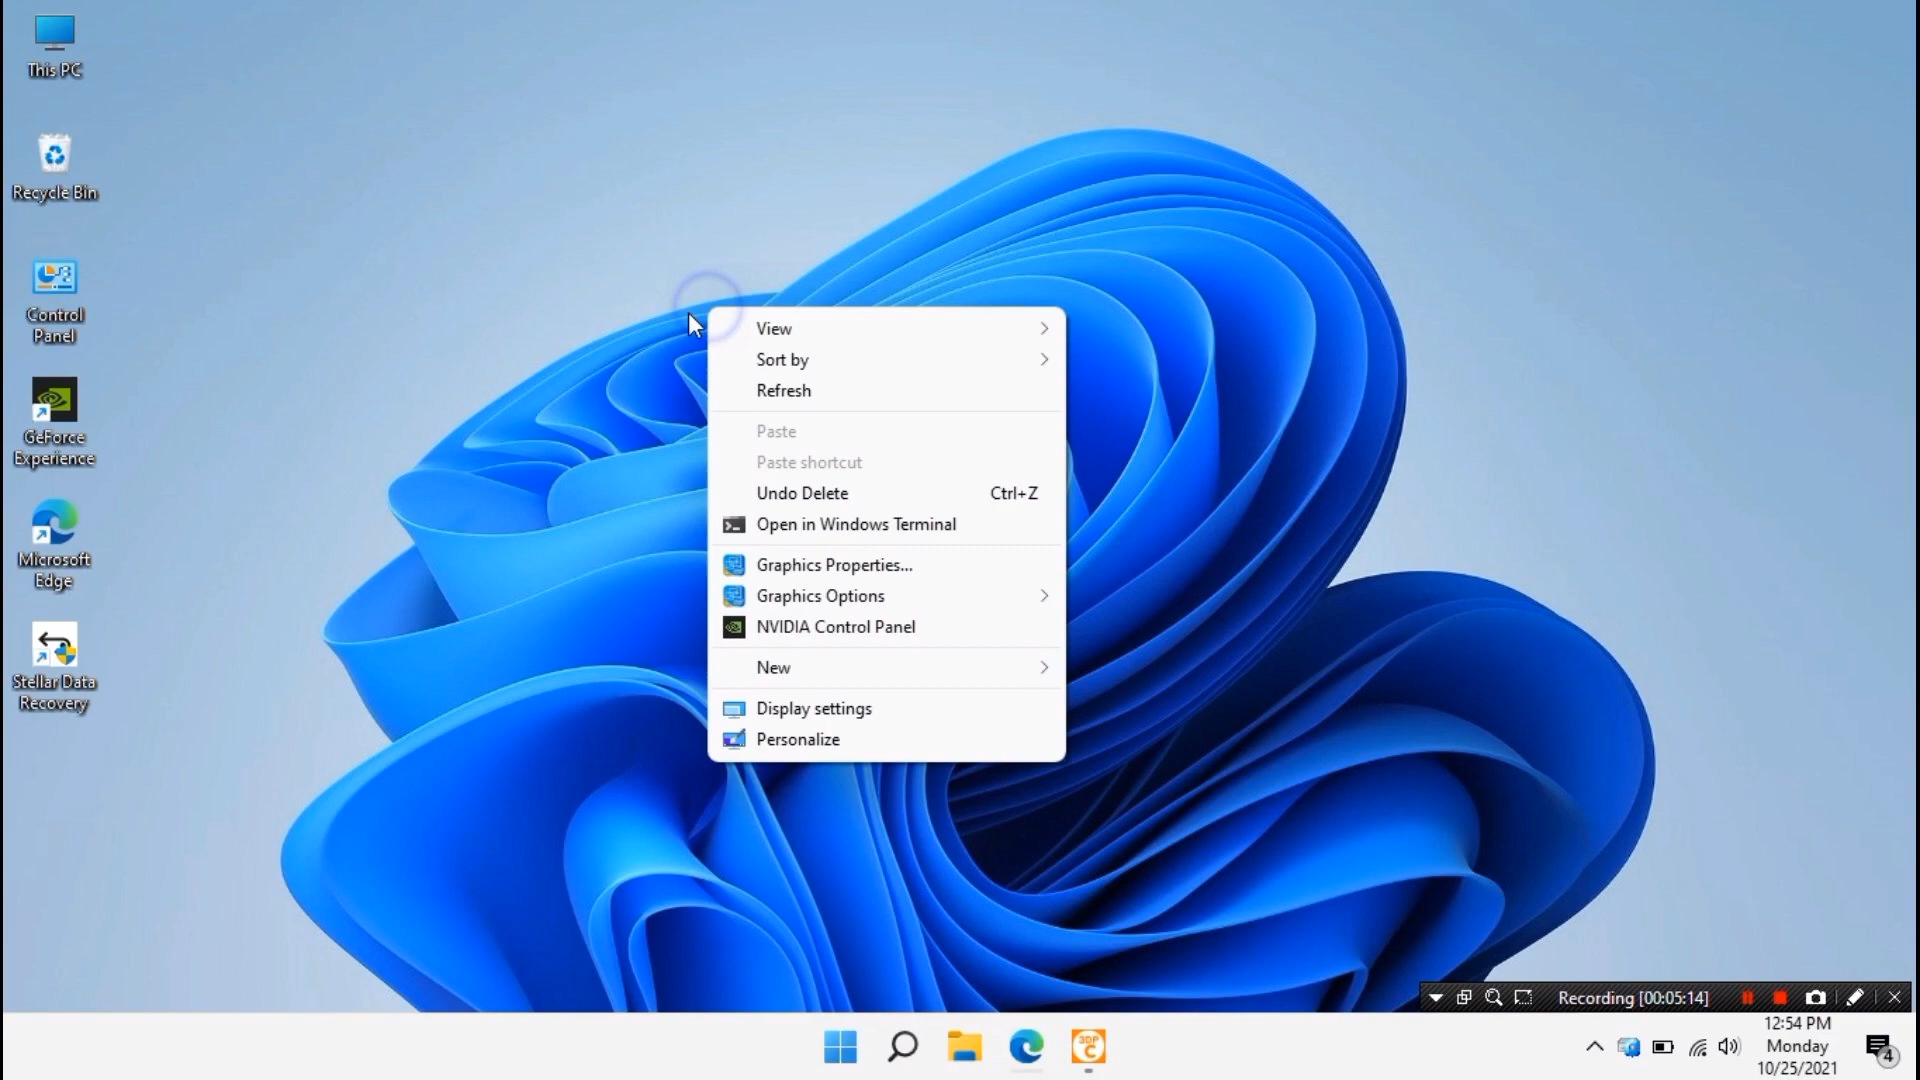 This PC
Recycle Bin
Control
Panel
GeForce
Experience
Microsoft
Edge
Stellar Data
Recovery
View
Sort by
Refresh
Paste
Paste shortcut
Undo Delete Ctrl+Z
Open in Windows Terminal
Graphics Properties...
Graphics Options
NVIDIA Control Panel
New
Display settings
Personalize
Recording [00:05:14]
3DP
C
12:54 PM
Monday
10/25/2021
4